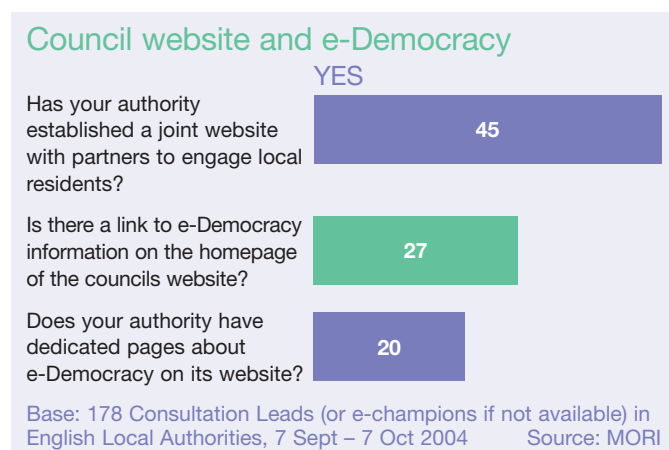 Council website and e-Democracy
YES
Has your authority
established a joint website
with partners to engage local
residents?
45
Is there a link to e-Democracy
information on the homepage
of the councils website?
27
Does your authority have
dedicated pages about
e-Democracy on its website?
20
Base: 178 Consultation Leads (or e-champions if not available) in
English Local Authorities, 7 Sept – 7 Oct 2004 Source: MORI